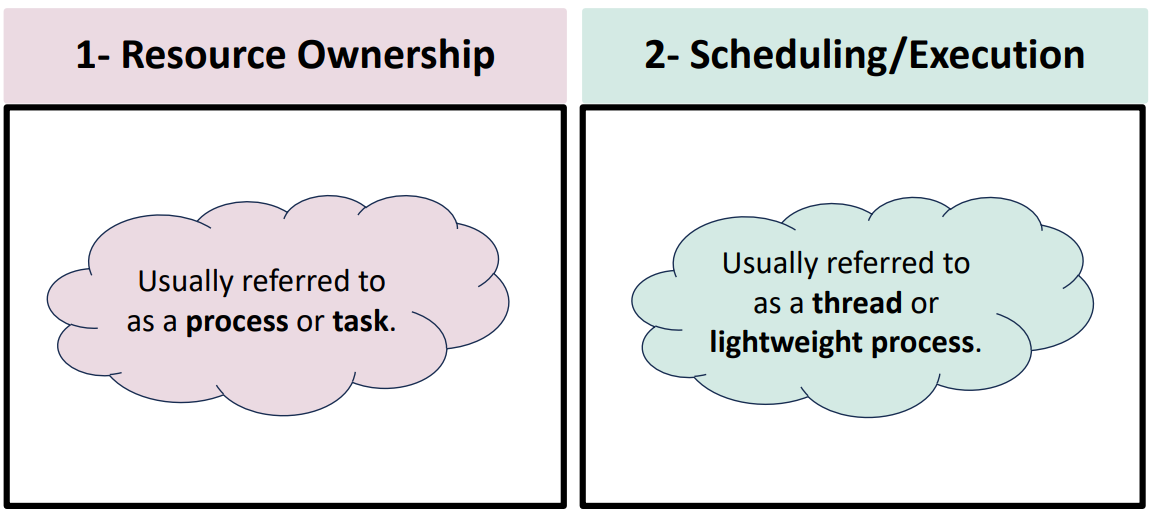 1- Resource Ownership
2- Scheduling/Execution
Usually referred to
as a process or task.
Usually referred to
as a thread or
lightweight process.